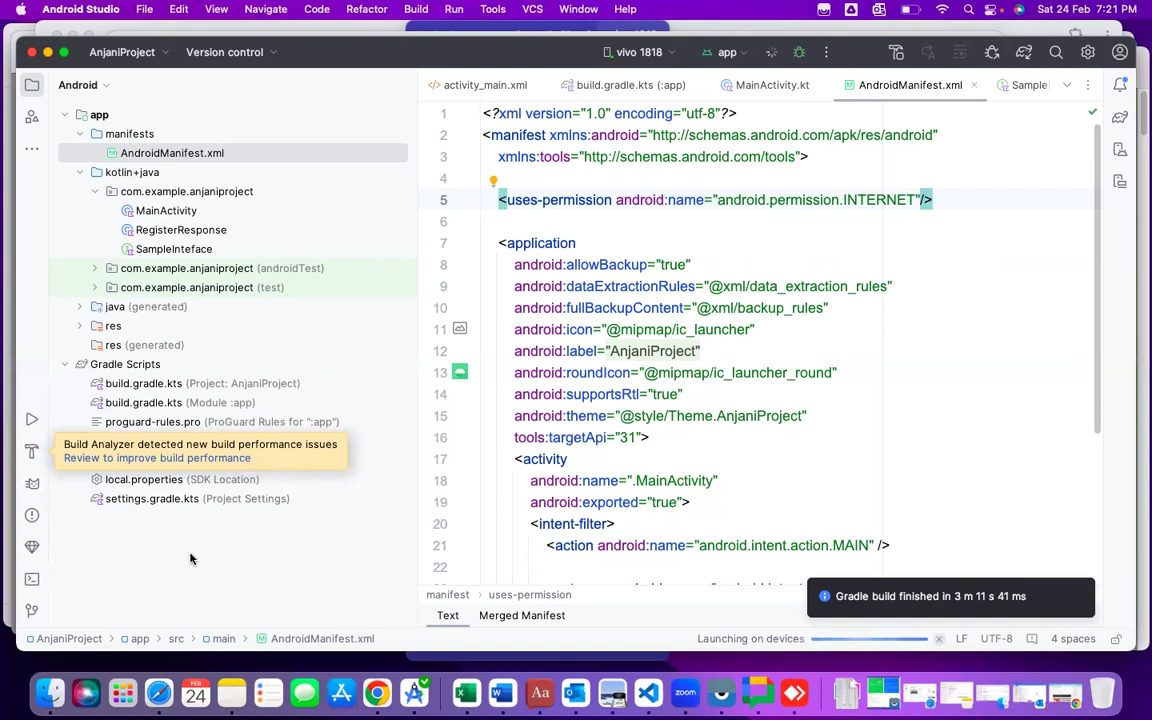 Android Studio File Edit View Navigate Code Refactor Build Run Tools VCS Window Help Sat 24 Feb 7:21 PM
AnjaniProject Version control vivo 1818 app
Android
activity_main.xml build.gradle.kts (:app) MainActivity.kt AndroidManifest.xml Sample
app
manifests
AndroidManifest.xml
kotlin+java
com.example.anjaniproject
MainActivity
RegisterResponse
SampleInteface
com.example.anjaniproject (androidTest)
com.example.anjaniproject (test)
java (generated)
res
res (generated)
Gradle Scripts
build.gradle.kts (Project: AnjaniProject)
build.gradle.kts (Module :app)
proguard-rules.pro (ProGuard Rules for ":app")
Build Analyzer detected new build performance issues
Review to improve build performance
local.properties (SDK Location)
settings.gradle.kts (Project Settings)
1 <?xml version="1.0" encoding="utf-8"?>
2 <manifest xmlns:android="http://schemas.android.com/apk/res/android"
3 xmlns:tools="http://schemas.android.com/tools">
4
5 <uses-permission android:name="android.permission.INTERNET"/>
6
7 <application
8 android:allowBackup="true"
9 android:dataExtractionRules="@xml/data_extraction_rules"
10 android:fullBackupContent="@xml/backup_rules"
11 android:icon="@mipmap/ic_launcher"
12 android:label="AnjaniProject"
13 android:roundIcon="@mipmap/ic_launcher_round"
14 android:supportsRtl="true"
15 android:theme="@style/Theme.AnjaniProject"
16 tools:targetApi="31">
17 <activity
18 android:name=".MainActivity"
19 android:exported="true">
20 <intent-filter>
21 <action android:name="android.intent.action.MAIN" />
22
manifest uses-permission
Gradle build finished in 3 m 11 s 41 ms
Text Merged Manifest
AnjaniProject app src main AndroidManifest.xml Launching on devices LF UTF-8 4 spaces
FEB
24
Aa
zoom